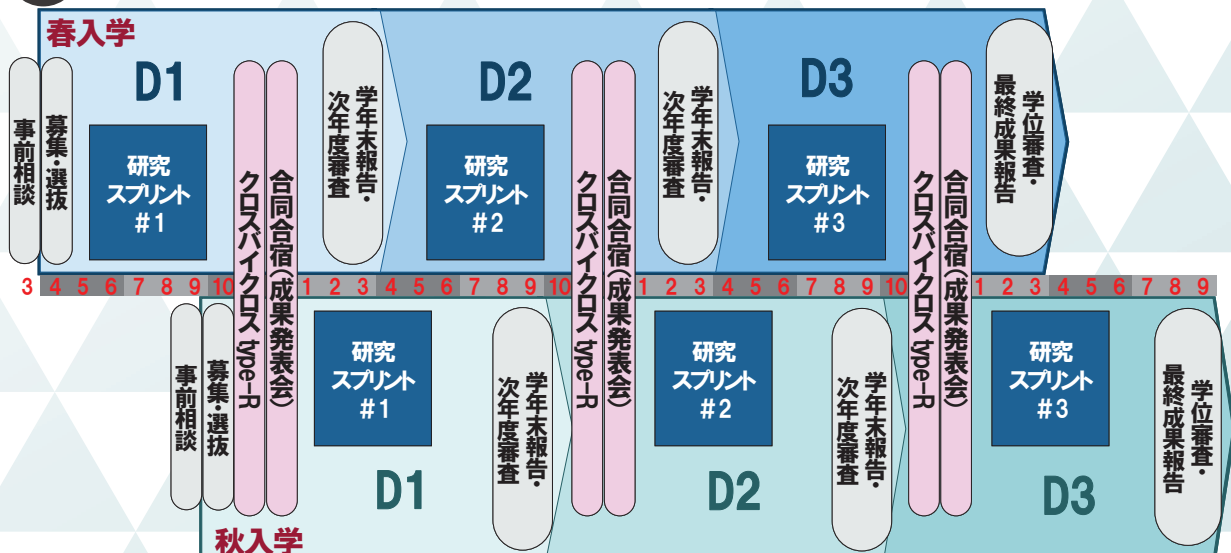 春入学
D1
D2
D3
事前相談
募集・選抜
研究
スプリント
#1
クロスバイクロス type-R
合同合宿（成果発表会）
学年末報告・
次年度審査
研究
スプリント
#2
クロスバイクロス type-R
合同合宿（成果発表会）
学年末報告・
次年度審査
研究
スプリント
#3
クロスバイクロス type-R
合同合宿（成果発表会）
学位審査・
最終成果報告
3 4 5 6 7 8 9 10 1 2 3 4 5 6 7 8 9 10 1 2 3 4 5 6 7 8 9 10 1 2 3 4 5 6 7 8 9
事前相談
募集・選抜
研究
スプリント
#1
学年末報告・
次年度審査
研究
スプリント
#2
学年末報告・
次年度審査
研究
スプリント
#3
学位審査・
最終成果報告
D1
D2
D3
秋入学